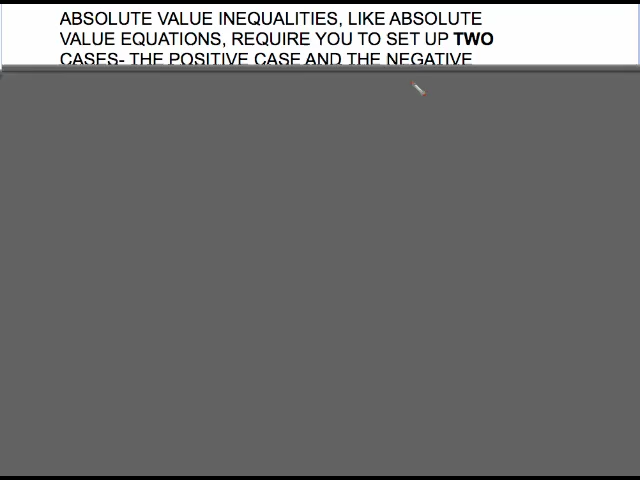 ABSOLUTE VALUE INEQUALITIES, LIKE ABSOLUTE
VALUE EQUATIONS, REQUIRE YOU TO SET UP TWO
CASES- THE POSITIVE CASE AND THE NEGATIVE